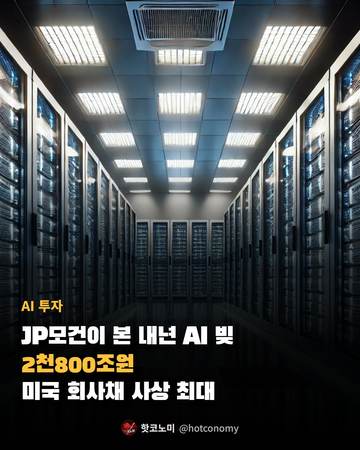 AI 투자
JP모건이 본 내년 AI 빚
2천800조원
미국 회사채 사상 최대
핫코노미 @hotconomy